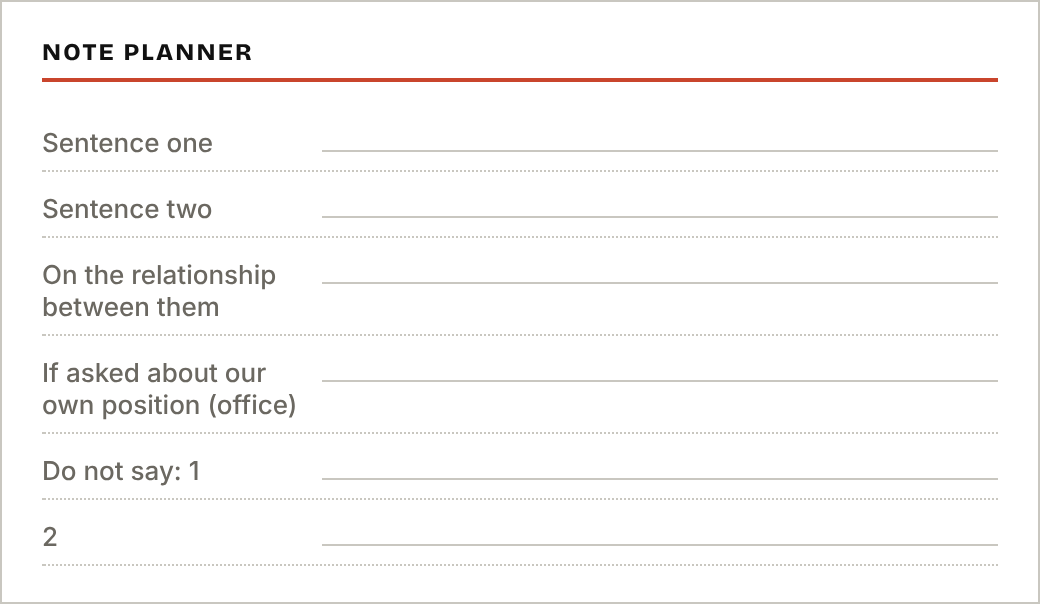 NOTE PLANNER
Sentence one
Sentence two
On the relationship
between them
If asked about our
own position (office)
Do not say: 1
2